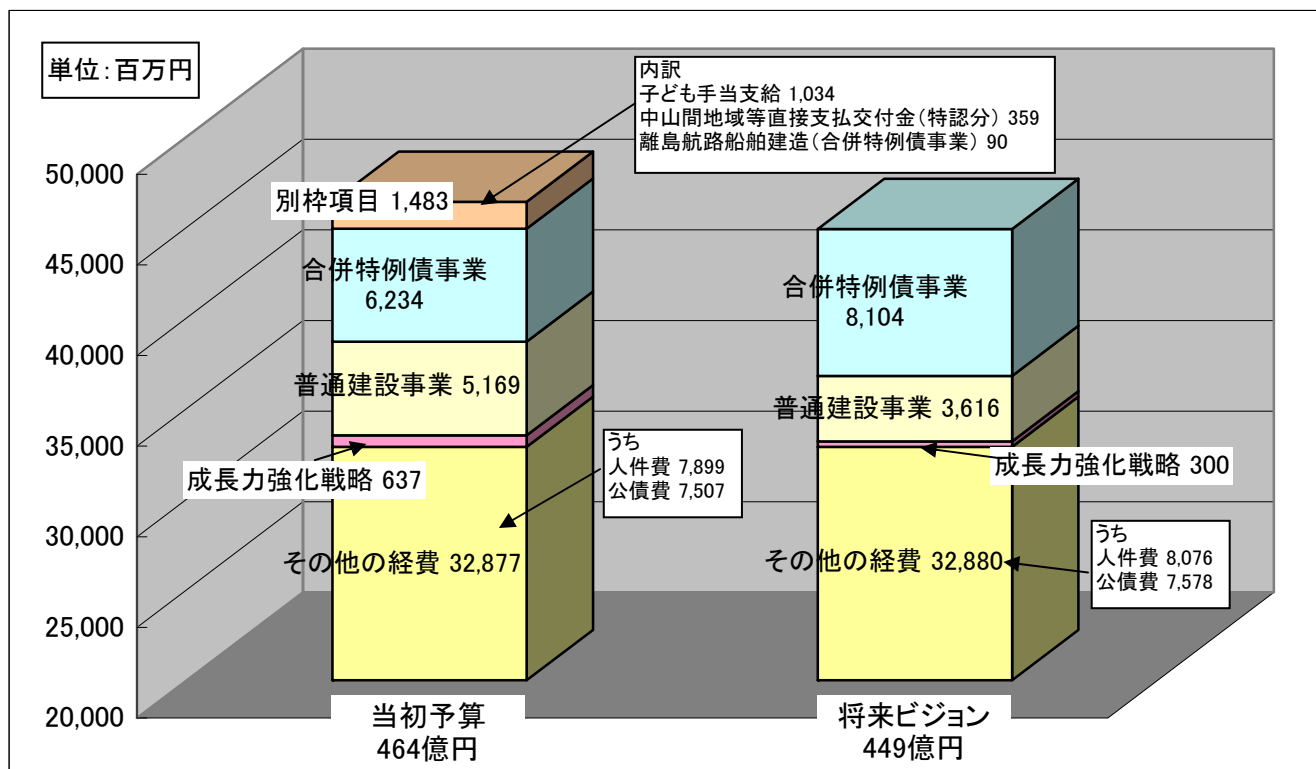 単位：百万円
内訳
子ども手当支給 1,034
中山間地域等直接支払交付金（特認分） 359
離島航路船舶建造（合併特例債事業） 90
50,000
45,000
40,000
35,000
30,000
25,000
20,000
別枠項目 1,483
合併特例債事業
6,234
普通建設事業 5,169
成長力強化戦略 637
うち
人件費 7,899
公債費 7,507
その他の経費 32,877
合併特例債事業
8,104
普通建設事業 3,616
成長力強化戦略 300
その他の経費 32,880
うち
人件費 8,076
公債費 7,578
当初予算
464億円
将来ビジョン
449億円